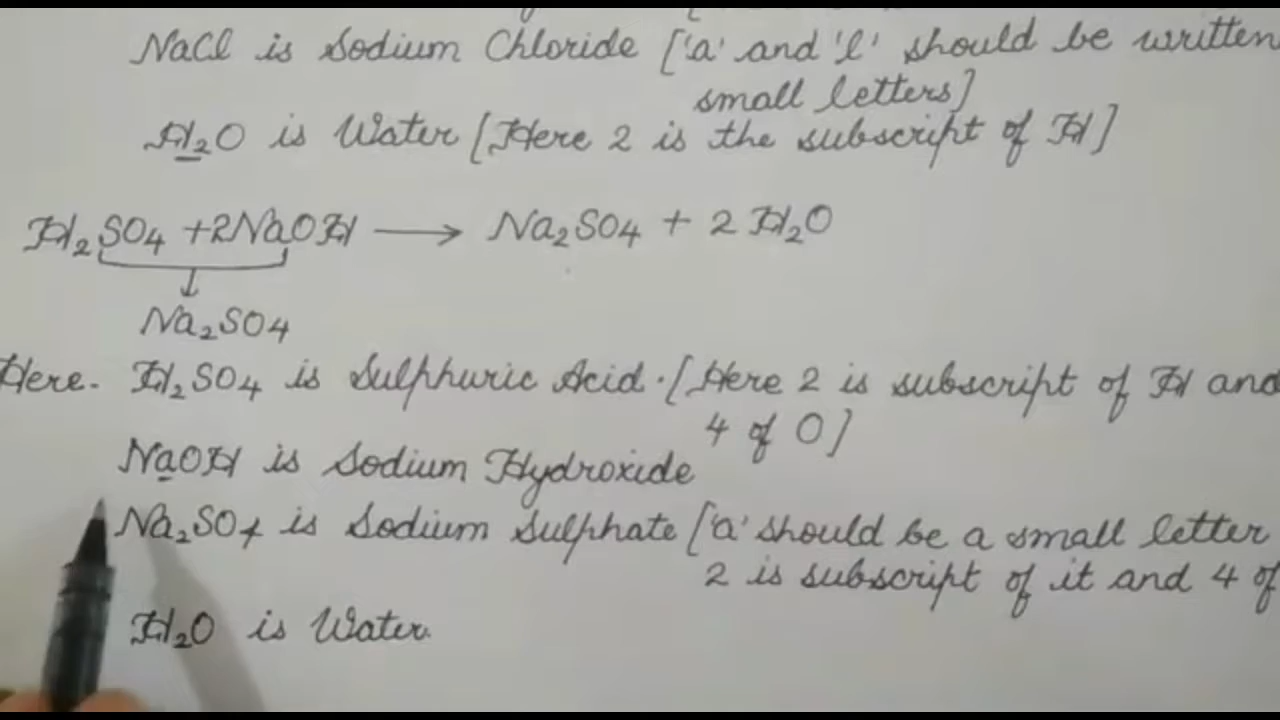 NaCl is Sodium Chloride ['a' and 'l' should be written
small letters]
H₂O is Water [Here 2 is the subscript of H]
H₂SO4 +2NaOH ⟶ Na₂SO4 + 2 H₂O
↓
Na₂SO4
Here. H₂SO4 is Sulphuric Acid. [Here 2 is subscript of H and
4 of O]
NaOH is Sodium Hydroxide
Na₂SO4 is Sodium Sulphate ['a' should be a small letter
2 is subscript of it and 4 of
H₂O is Water.